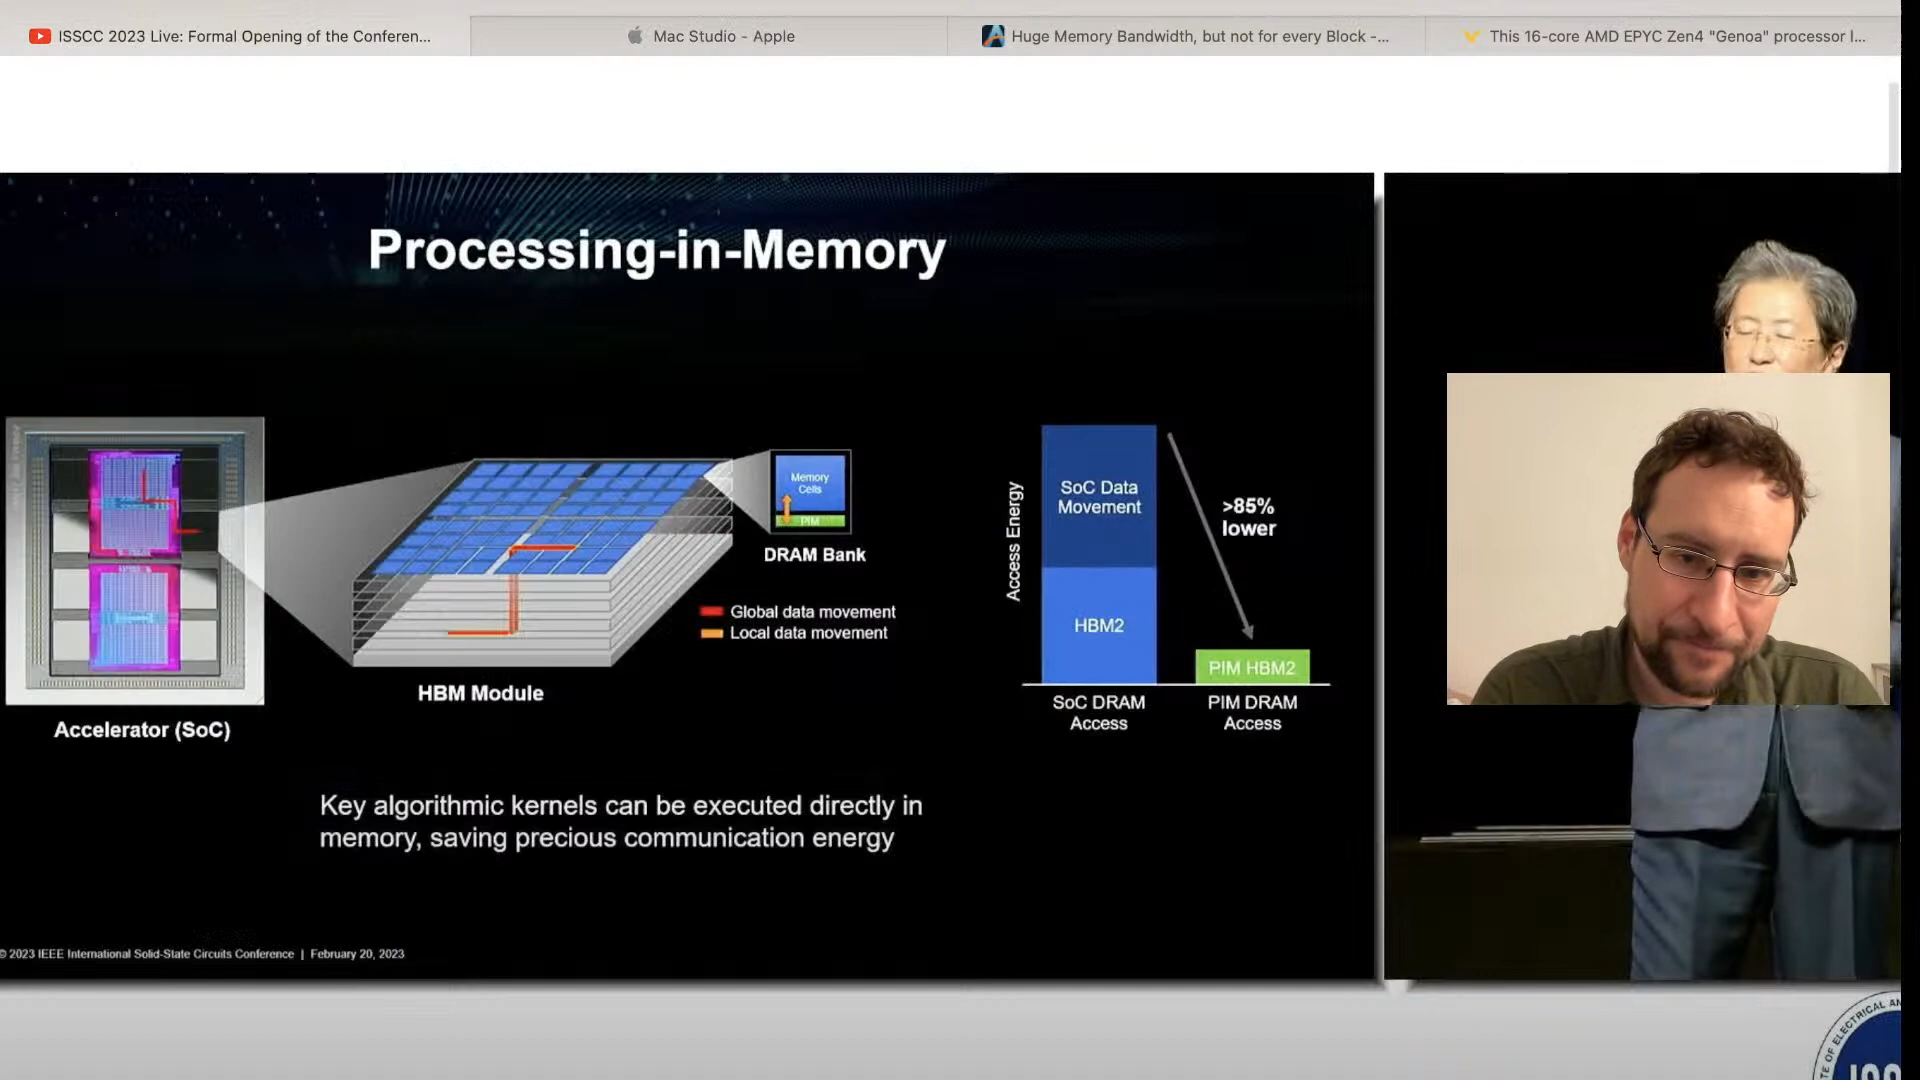 ISSCC 2023 Live: Formal Opening of the Conferen...
Mac Studio - Apple
Huge Memory Bandwidth, but not for every Block -...
This 16-core AMD EPYC Zen4 "Genoa" processor l...
Processing-in-Memory
Memory
Cells
PIM
DRAM Bank
Global data movement
Local data movement
HBM Module
Accelerator (SoC)
Access Energy
SoC Data
Movement
HBM2
>85%
lower
PIM HBM2
SoC DRAM
Access
PIM DRAM
Access
Key algorithmic kernels can be executed directly in
memory, saving precious communication energy
© 2023 IEEE International Solid-State Circuits Conference | February 20, 2023
E OF ELECTRICAL AN